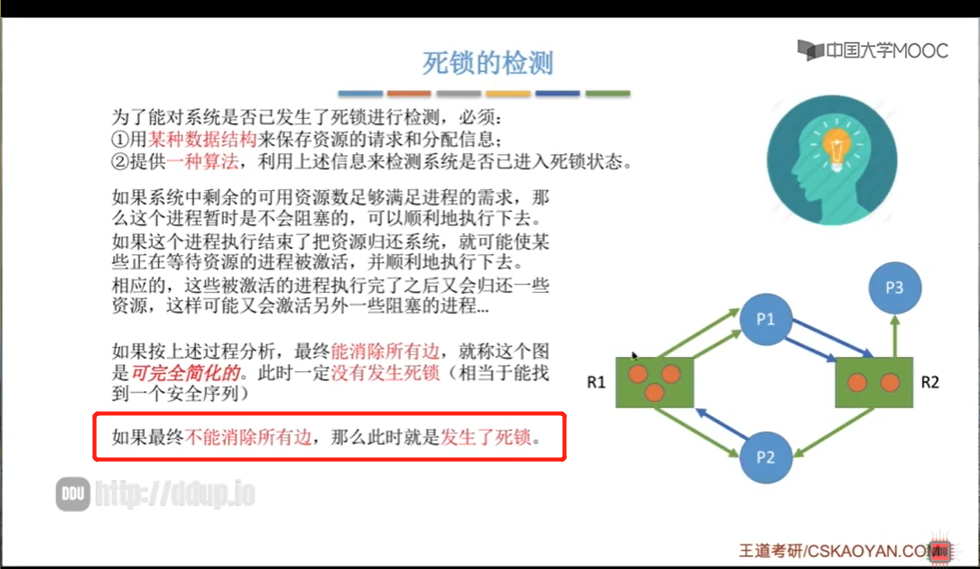 中国大学MOOC
死锁的检测
为了能对系统是否已发生了死锁进行检测，必须：
①用某种数据结构来保存资源的请求和分配信息；
②提供一种算法，利用上述信息来检测系统是否已进入死锁状态。
如果系统中剩余的可用资源数足够满足进程的需求，那
么这个进程暂时是不会阻塞的，可以顺利地执行下去。
如果这个进程执行结束了把资源归还系统，就可能使某
些正在等待资源的进程被激活，并顺利地执行下去。
相应的，这些被激活的进程执行完了之后又会归还一些
资源，这样可能又会激活另外一些阻塞的进程...
如果按上述过程分析，最终能消除所有边，就称这个图
是可完全简化的。此时一定没有发生死锁（相当于能找
到一个安全序列）
如果最终不能消除所有边，那么此时就是发生了死锁。
P3
P1
R1
R2
P2
DDU http://ddup.io
王道考研/CSKAOYAN.CO